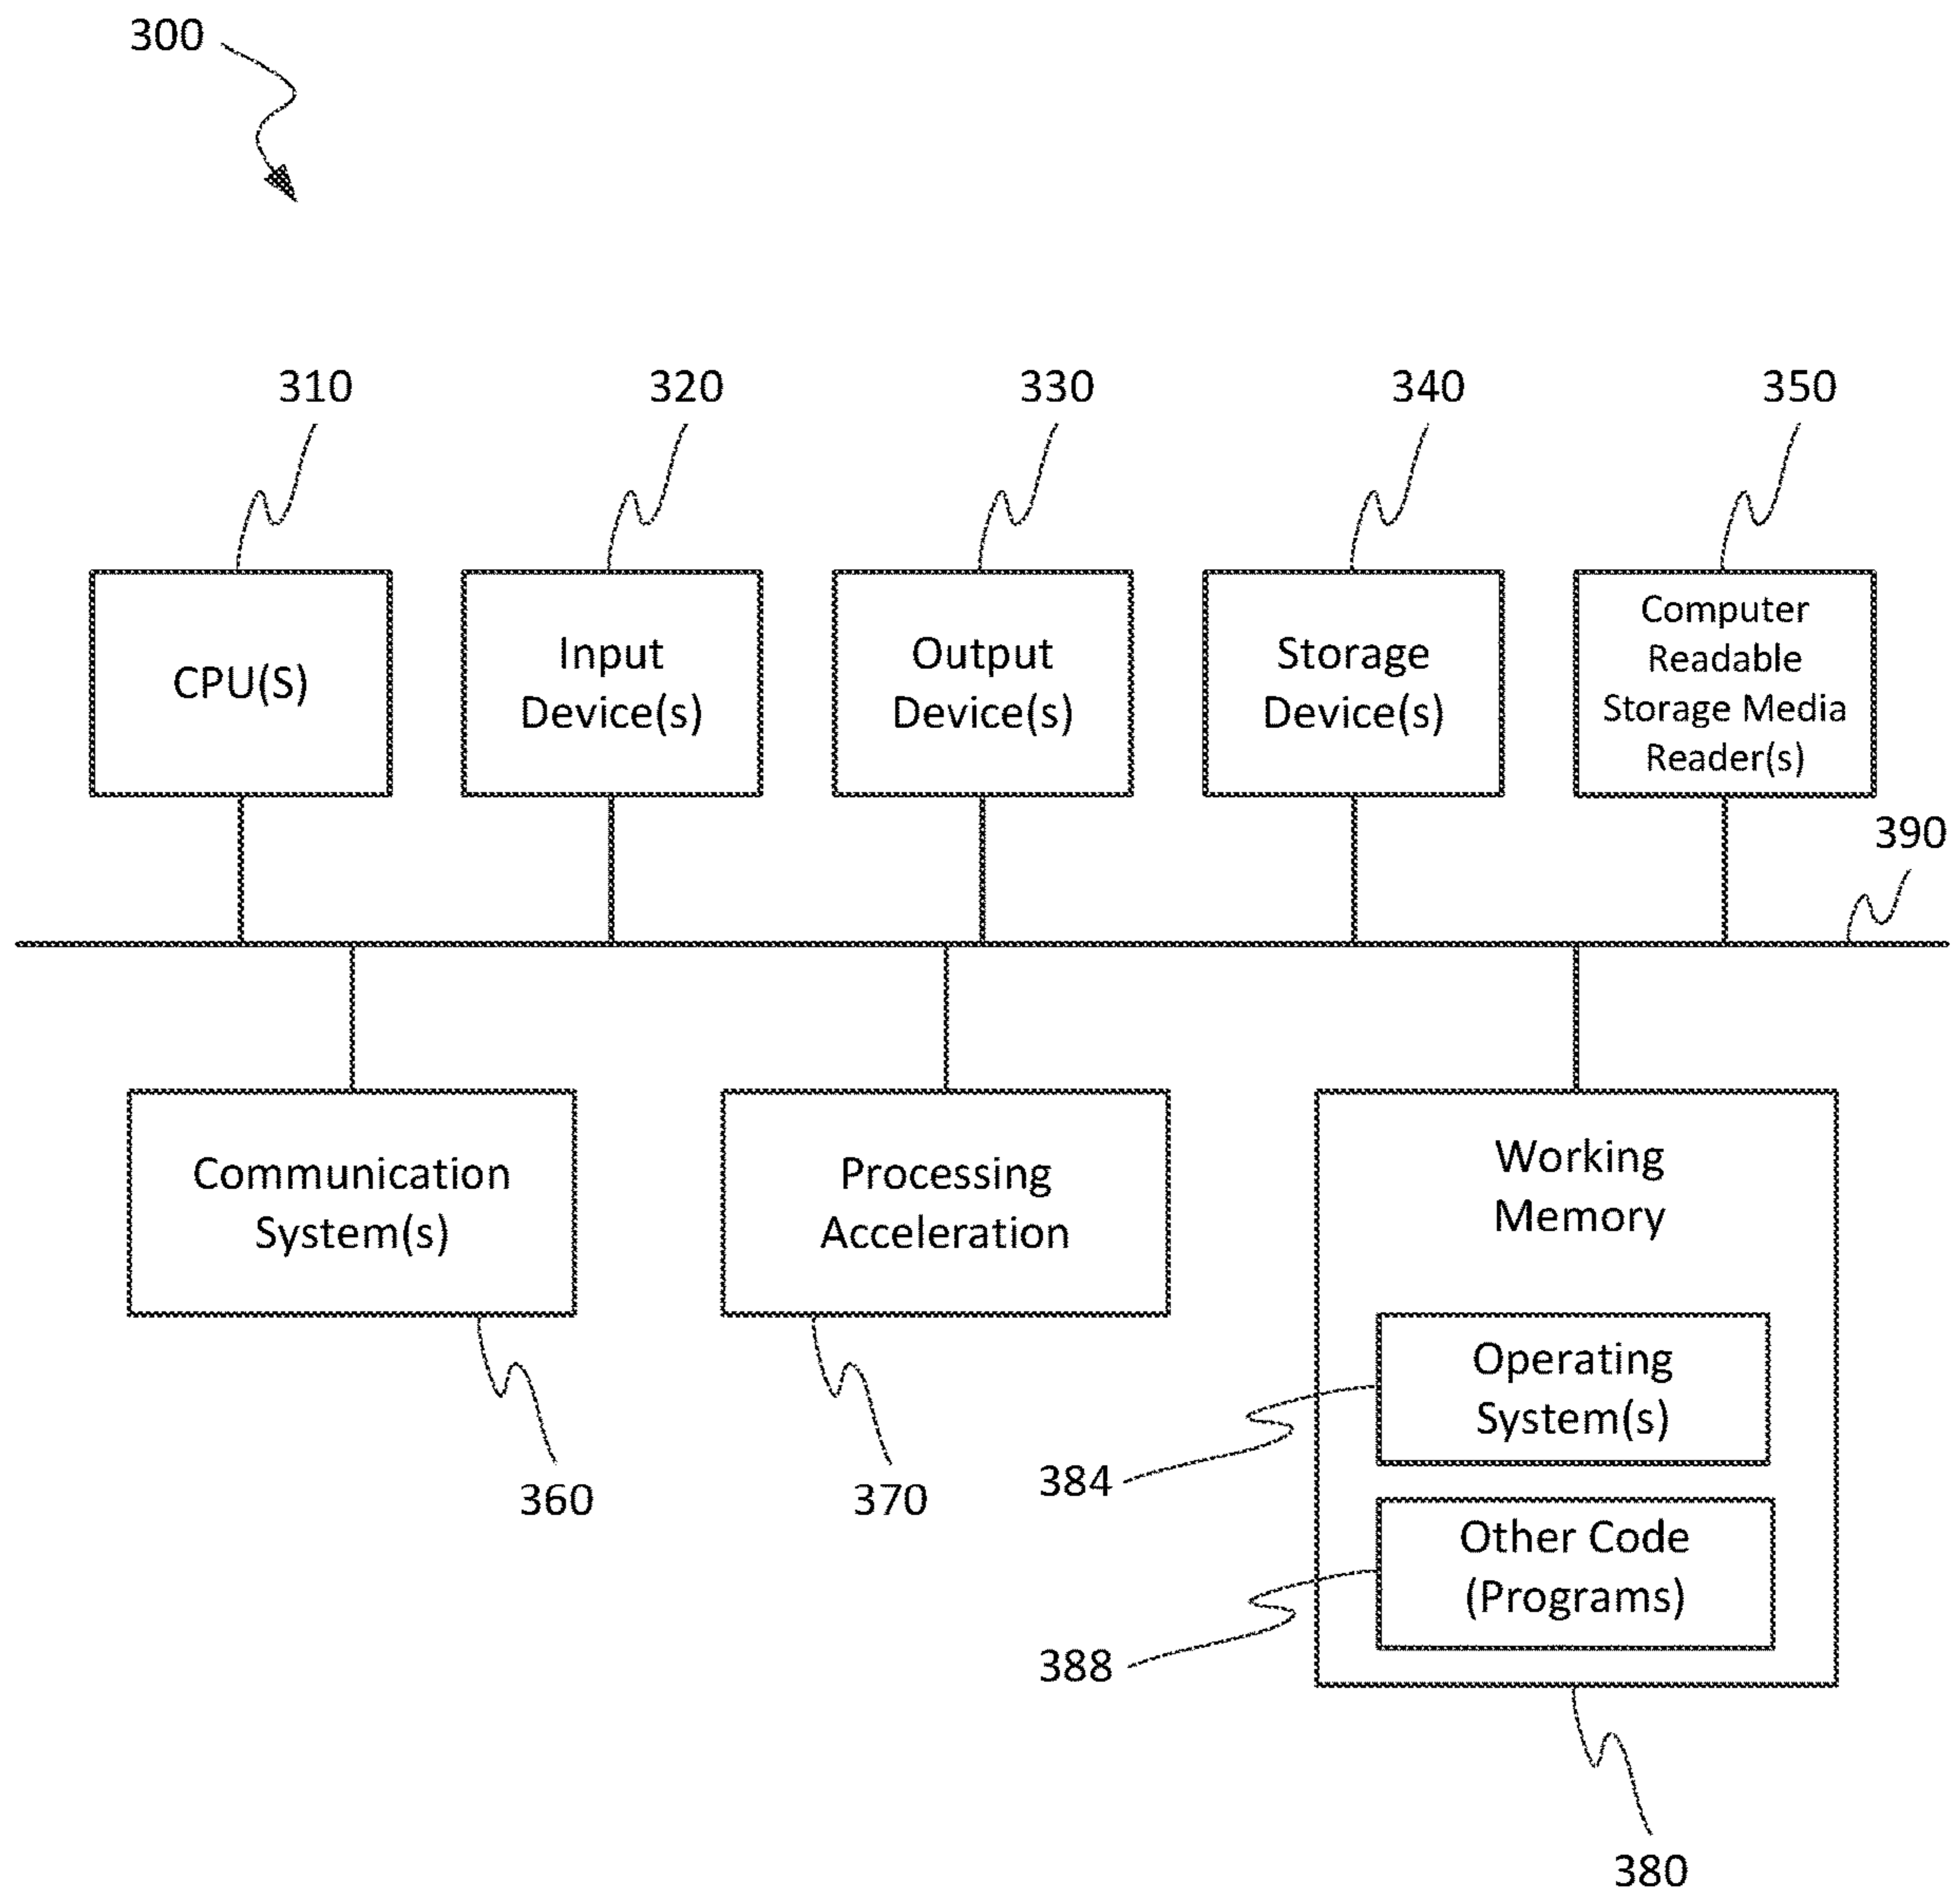 300
310
320
330
340
350
CPU(S)
Input
Device(s)
Output
Device(s)
Storage
Device(s)
Computer
Readable
Storage Media
Reader(s)
390
Communication
System(s)
Processing
Acceleration
Working
Memory
Operating
System(s)
Other Code
(Programs)
360
370
384
388
380